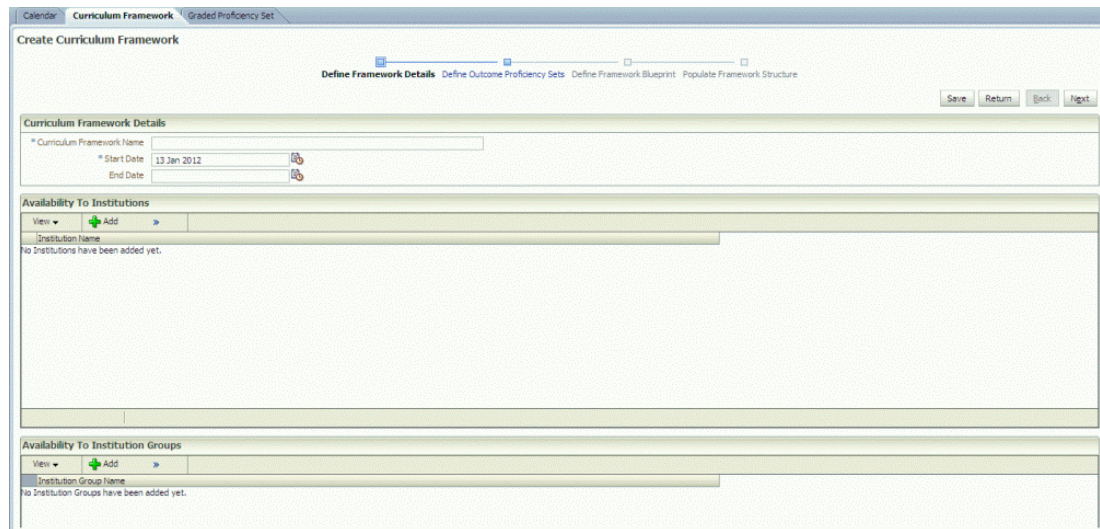 Calendar Curriculum Framework Graded Proficiency Set
Create Curriculum Framework
Define Framework Details Define Outcome Proficiency Sets Define Framework Blueprint Populate Framework Structure
Save Return Back Next
Curriculum Framework Details
* Curriculum Framework Name
* Start Date 13 Jan 2012
End Date
Availability To Institutions
View Add »
Institution Name
No Institutions have been added yet.
Availability To Institution Groups
View Add »
Institution Group Name
No Institution Groups have been added yet.